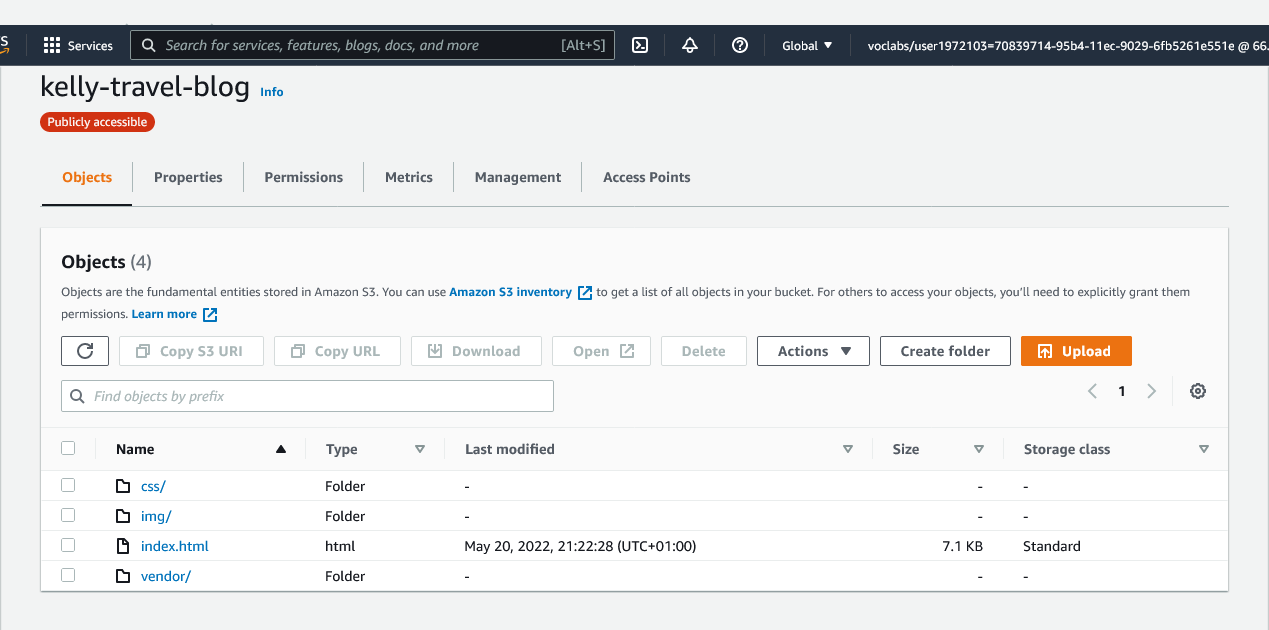 Services Search for services, features, blogs, docs, and more [Alt+S] Global ▼ voclabs/user1972103=70839714-95b4-11ec-9029-6fb5261e551e @ 66.
kelly-travel-blog Info
Publicly accessible
Objects Properties Permissions Metrics Management Access Points
Objects (4)
Objects are the fundamental entities stored in Amazon S3. You can use Amazon S3 inventory to get a list of all objects in your bucket. For others to access your objects, you'll need to explicitly grant them
permissions. Learn more
Copy S3 URI Copy URL Download Open Delete Actions ▼ Create folder Upload
Find objects by prefix 1
Name Type Last modified Size Storage class
css/ Folder - - -
img/ Folder - - -
index.html html May 20, 2022, 21:22:28 (UTC+01:00) 7.1 KB Standard
vendor/ Folder - - -